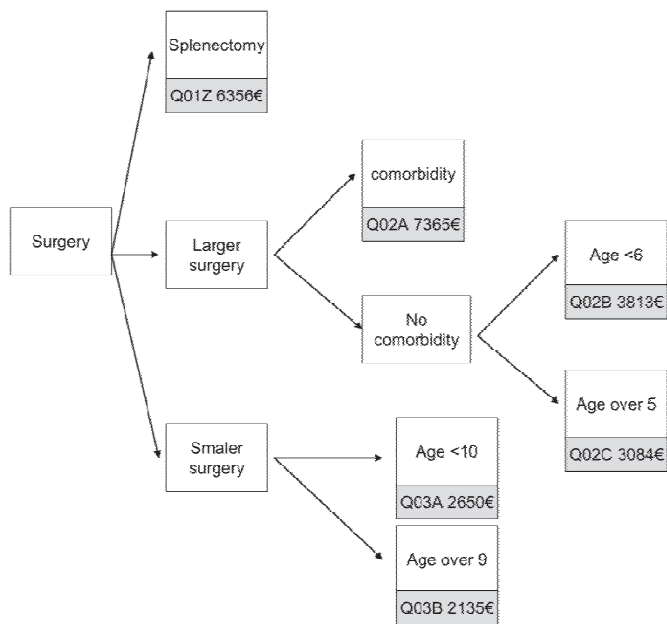 Splenectomy
Q01Z 6356€
comorbidity
Q02A 7365€
Surgery
Larger
surgery
Age <6
Q02B 3813€
No
comorbidity
Age over 5
Q02C 3084€
Smaler
surgery
Age <10
Q03A 2650€
Age over 9
Q03B 2135€